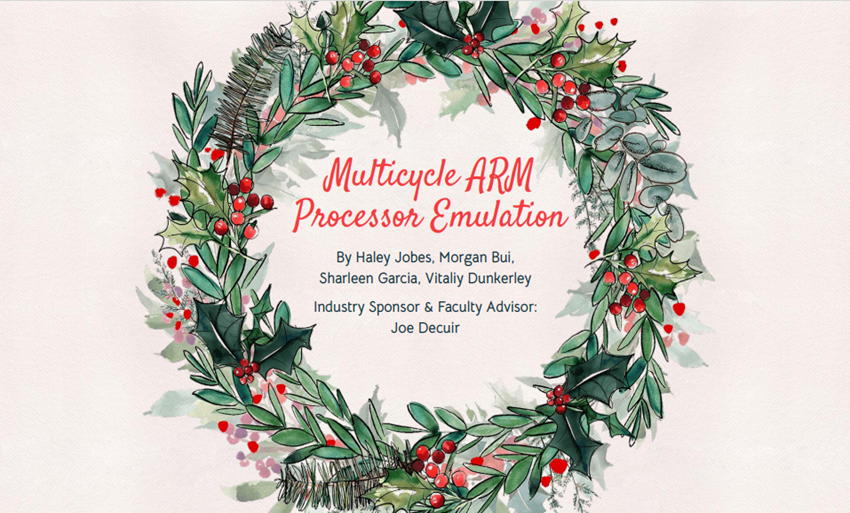 Multicycle ARM
Processor Emulation
By Haley Jobes, Morgan Bui,
Sharleen Garcia, Vitaliy Dunkerley
Industry Sponsor & Faculty Advisor:
Joe Decuir